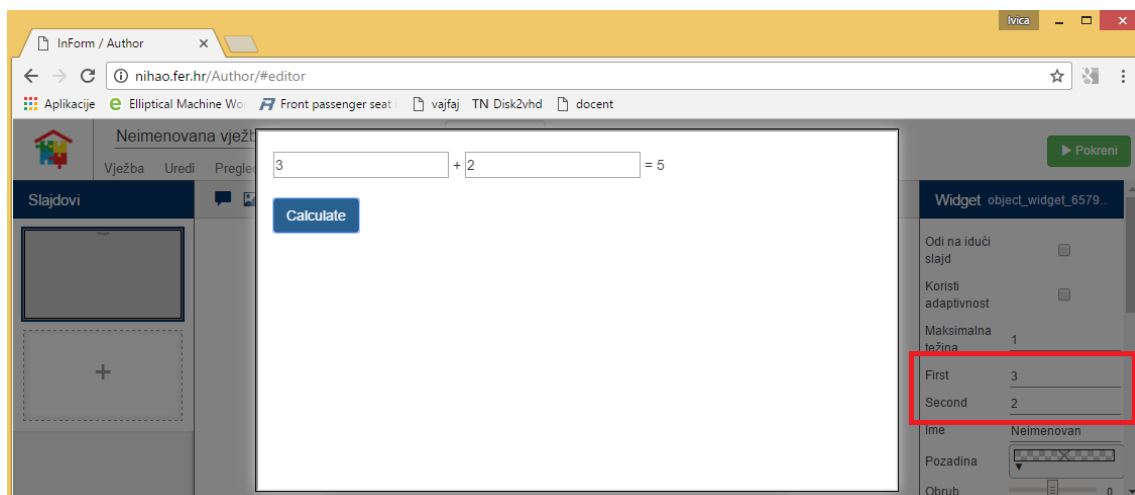 Ivica
InForm / Author
nihao.fer.hr/Author/#editor
Aplikacije Elliptical Machine Wo Front passenger seat vajfaj TN Disk2vhd docent
Neimenovana vježb
Vježba Uredi Pregled
Pokreni
3 + 2 = 5
Calculate
Slajdovi
Widget object_widget_6579...
Odi na idući
slajd
Koristi
adaptivnost
Maksimalna
težina 1
First 3
Second 2
Ime Neimenovan
Pozadina
Obrub 0